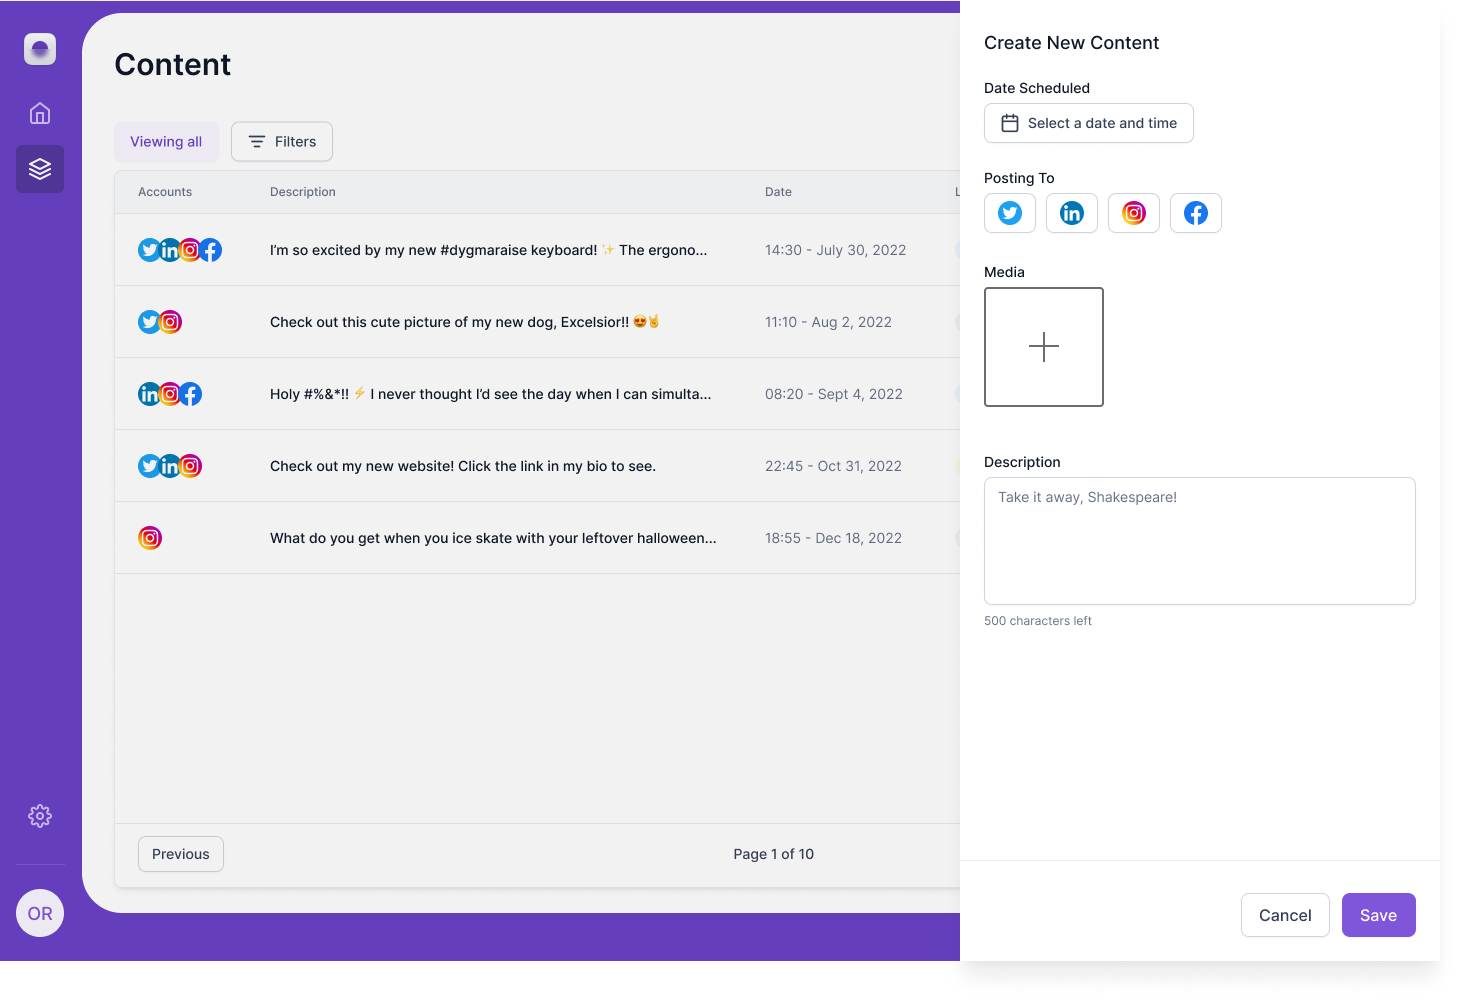 Content
Viewing all
Filters
Accounts Description Date
I'm so excited by my new #dygmaraise keyboard! ✨ The ergono... 14:30 - July 30, 2022
Check out this cute picture of my new dog, Excelsior!! 😍🤘 11:10 - Aug 2, 2022
Holy #%&*!! ⚡ I never thought I'd see the day when I can simulta... 08:20 - Sept 4, 2022
Check out my new website! Click the link in my bio to see. 22:45 - Oct 31, 2022
What do you get when you ice skate with your leftover halloween... 18:55 - Dec 18, 2022
Previous
Page 1 of 10
OR
Create New Content
Date Scheduled
Select a date and time
Posting To
in
Media
Description
Take it away, Shakespeare!
500 characters left
Cancel
Save